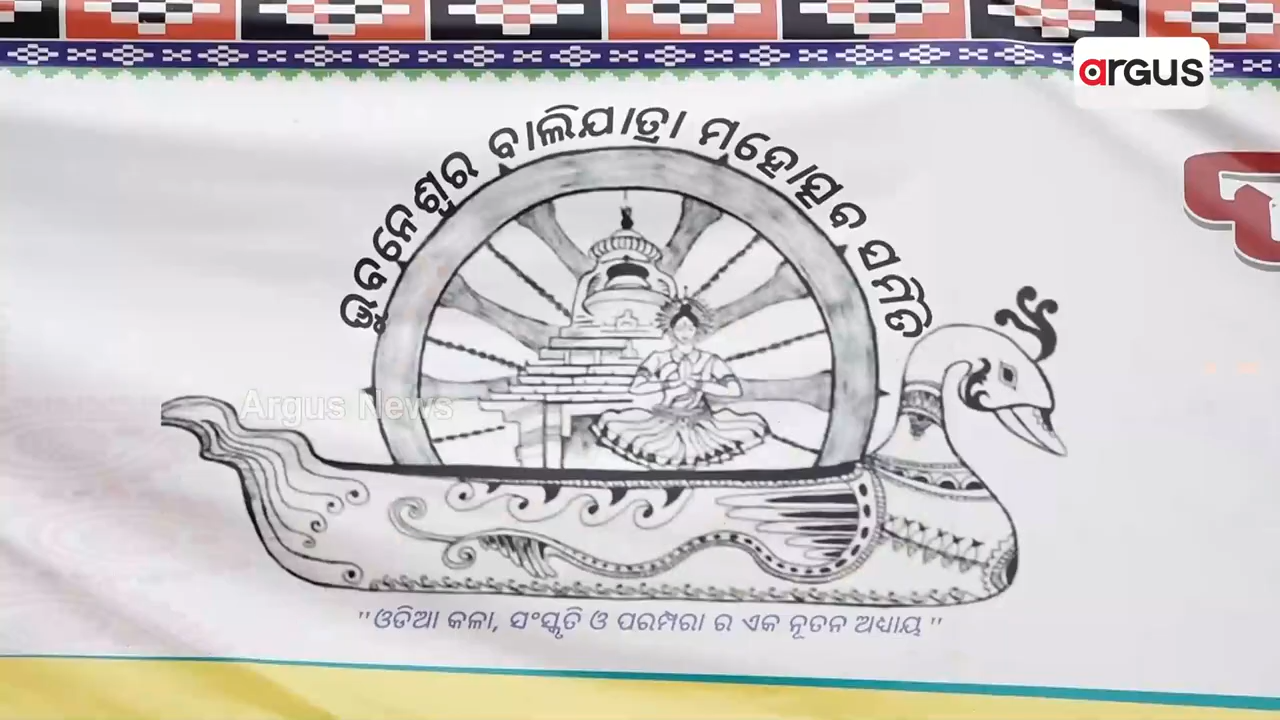 argus
ଭୁବନେଶ୍ୱର ବାଲିଯାତ୍ରା ମହୋତ୍ସବ ସମିତି
Argus News
"ଓଡିଆ କଳା, ସଂସ୍କୃତି ଓ ପରମ୍ପରା ର ଏକ ନୂତନ ଅଧ୍ୟାୟ"